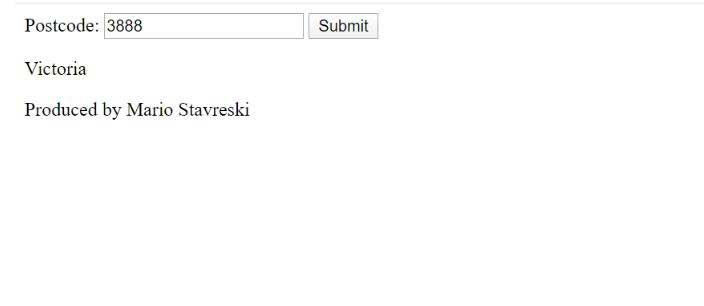 Postcode: 3888 Submit
Victoria
Produced by Mario Stavreski